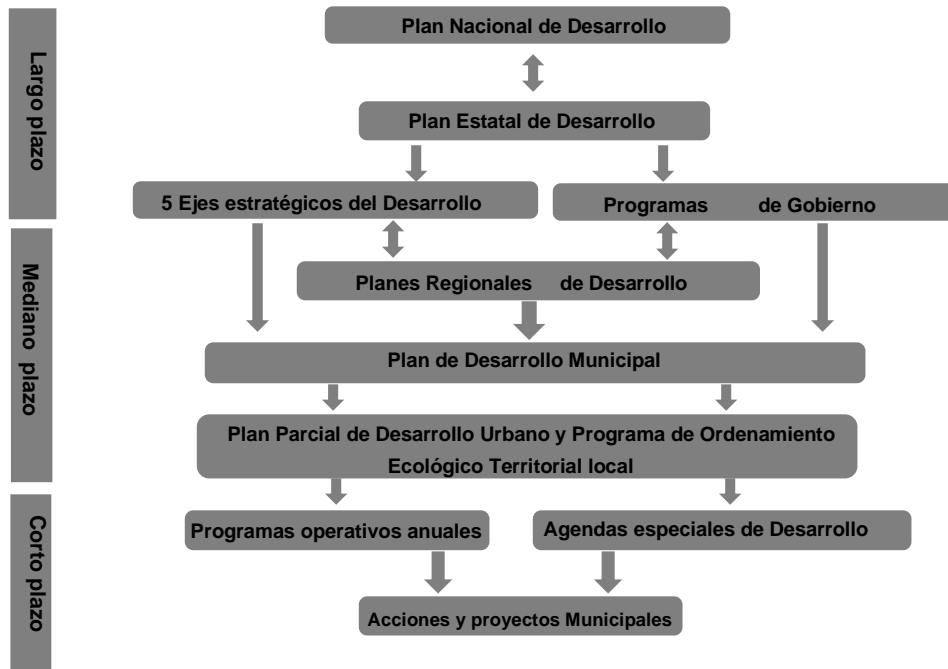 Largo plazo
Plan Nacional de Desarrollo
Plan Estatal de Desarrollo
5 Ejes estratégicos del Desarrollo
Programas de Gobierno
Mediano plazo
Planes Regionales de Desarrollo
Plan de Desarrollo Municipal
Plan Parcial de Desarrollo Urbano y Programa de Ordenamiento
Ecológico Territorial local
Corto plazo
Programas operativos anuales
Agendas especiales de Desarrollo
Acciones y proyectos Municipales